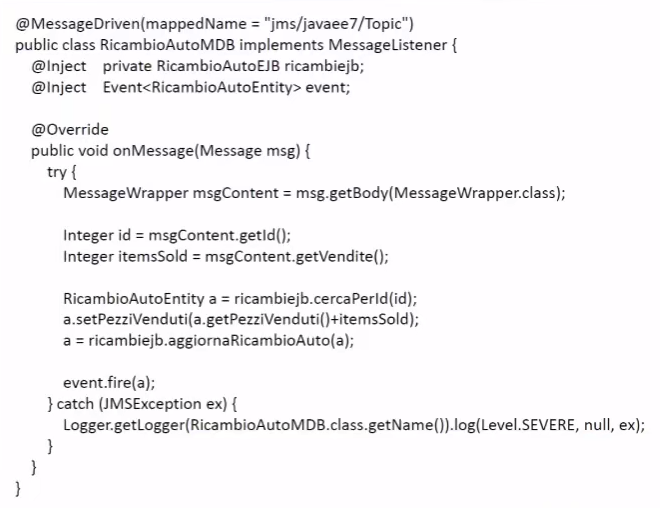 @MessageDriven(mappedName = "jms/javaee7/Topic")
public class RicambioAutoMDB implements MessageListener {
@Inject private RicambioAutoEJB ricambiejb;
@Inject Event<RicambioAutoEntity> event;
@Override
public void onMessage(Message msg) {
try {
MessageWrapper msgContent = msg.getBody(MessageWrapper.class);
Integer id = msgContent.getId();
Integer itemsSold = msgContent.getVendite();
RicambioAutoEntity a = ricambiejb.cercaPerId(id);
a.setPezziVenduti(a.getPezziVenduti()+itemsSold);
a = ricambiejb.aggiornaRicambioAuto(a);
event.fire(a);
} catch (JMSException ex) {
Logger.getLogger(RicambioAutoMDB.class.getName()).log(Level.SEVERE, null, ex);
}
}
}